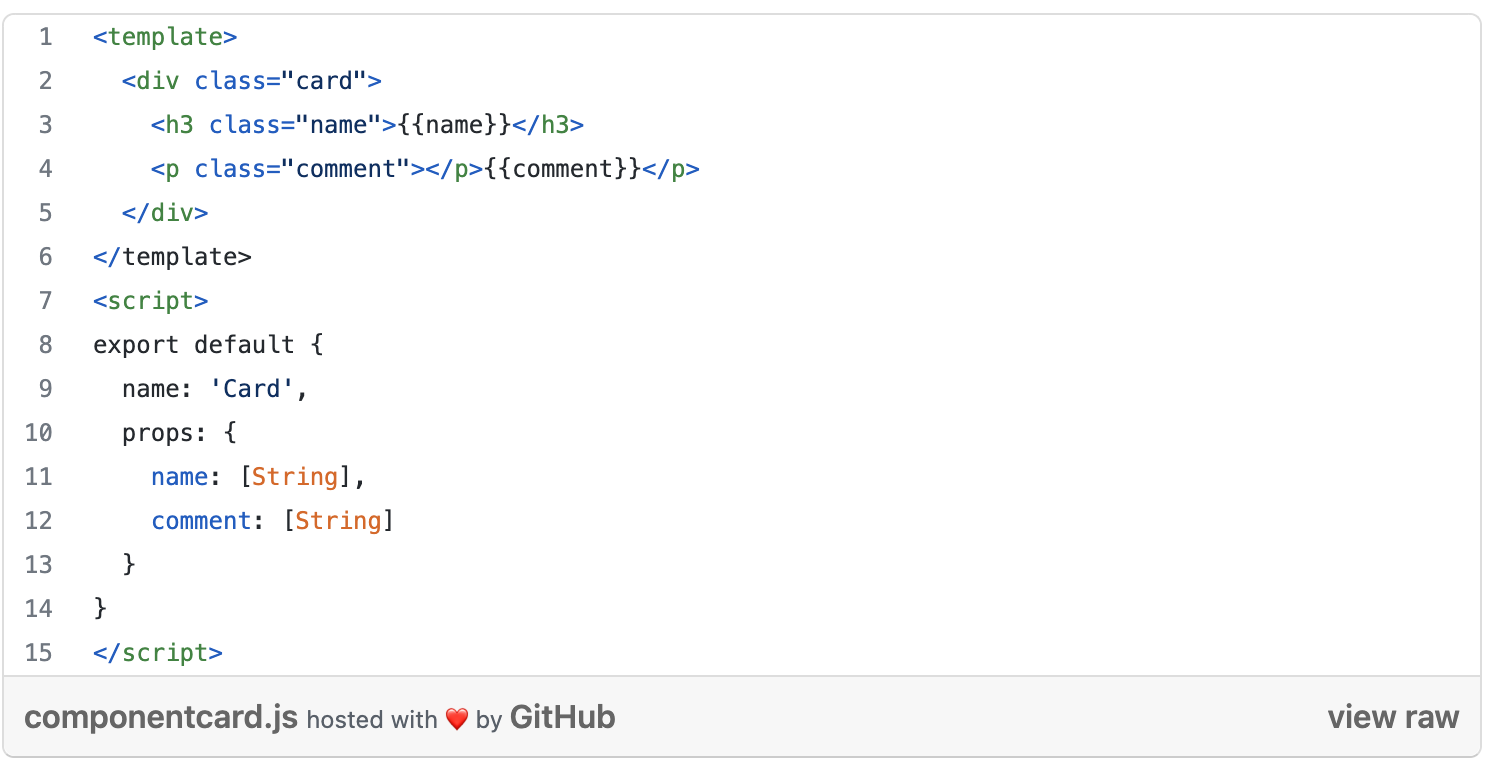 1 <template>
2   <div class="card">
3     <h3 class="name">{{name}}</h3>
4     <p class="comment"></p>{{comment}}</p>
5   </div>
6 </template>
7 <script>
8 export default {
9   name: 'Card',
10   props: {
11     name: [String],
12     comment: [String]
13   }
14 }
15 </script>
componentcard.js hosted with ❤ by GitHub view raw